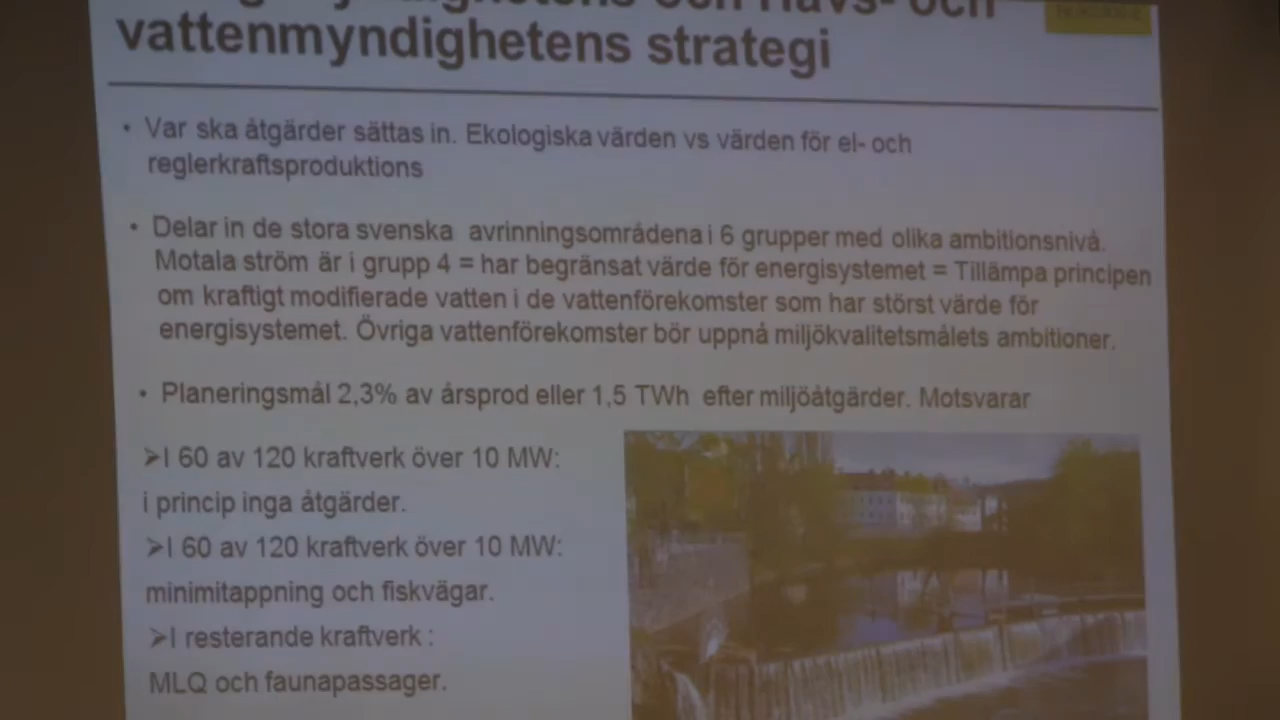 och Havs- och
vattenmyndighetens strategi
• Var ska åtgärder sättas in. Ekologiska värden vs värden för el- och
reglerkraftsproduktions
• Delar in de stora svenska avrinningsområdena i 6 grupper med olika ambitionsnivå.
Motala ström är i grupp 4 = har begränsat värde för energisystemet = Tillämpa principen
om kraftigt modifierade vatten i de vattenförekomster som har störst värde för
energisystemet. Övriga vattenförekomster bör uppnå miljökvalitetsmålets ambitioner.
• Planeringsmål 2,3% av årsprod eller 1,5 TWh efter miljöåtgärder. Motsvarar
➢I 60 av 120 kraftverk över 10 MW:
i princip inga åtgärder.
➢I 60 av 120 kraftverk över 10 MW:
minimitappning och fiskvägar.
➢I resterande kraftverk :
MLQ och faunapassager.